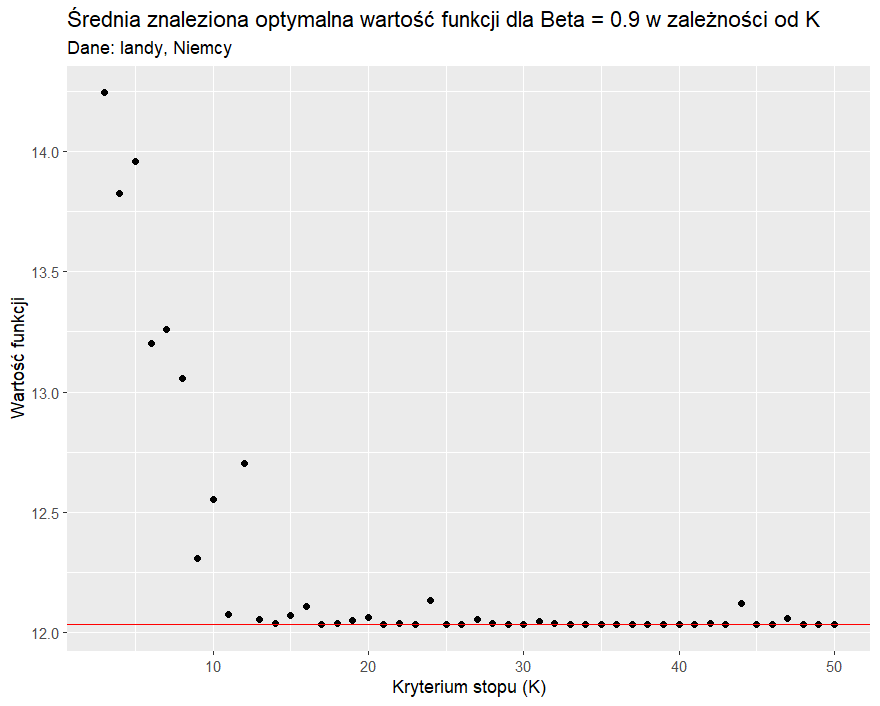 Średnia znaleziona optymalna wartość funkcji dla Beta = 0.9 w zależności od K
Dane: landy, Niemcy
Wartość funkcji
14.0
13.5
13.0
12.5
12.0
10 20 30 40 50
Kryterium stopu (K)